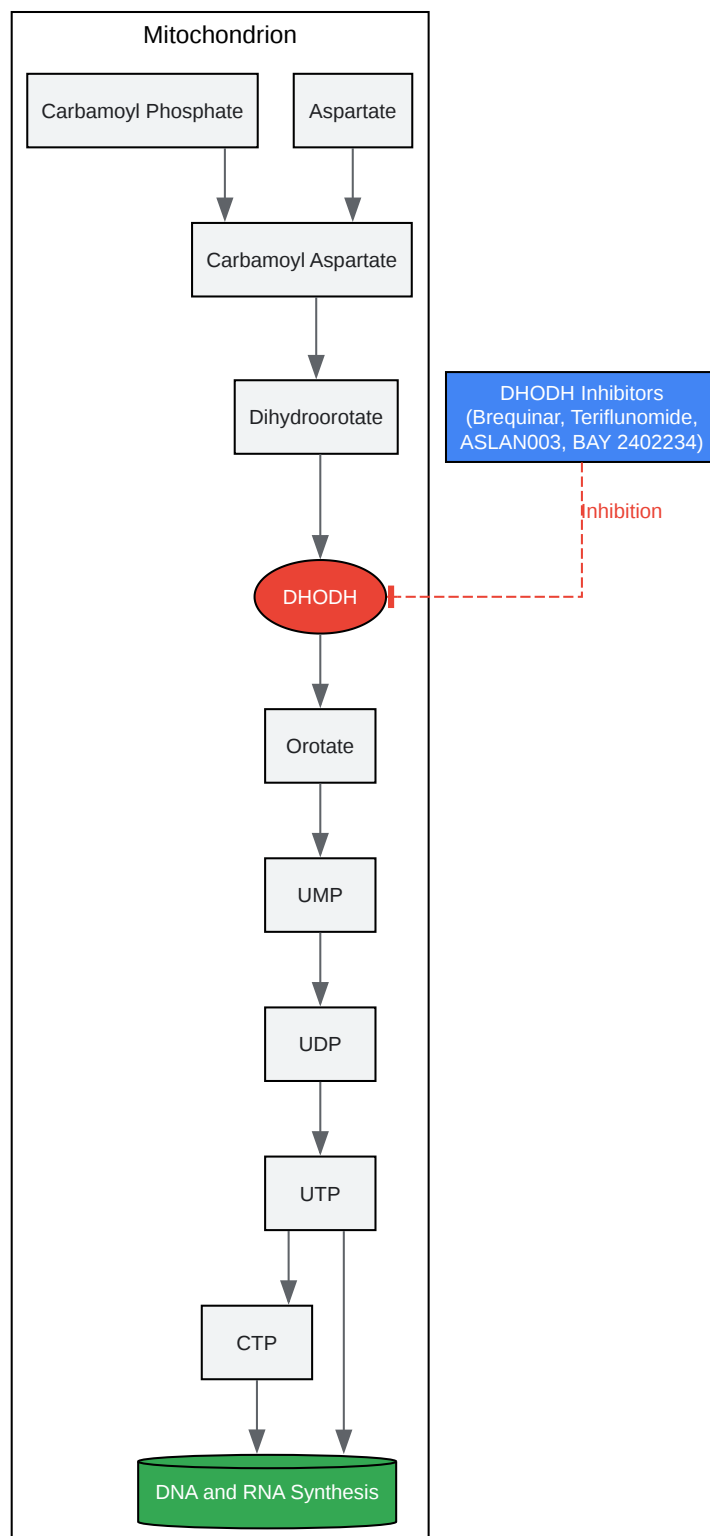 Mitochondrion
Carbamoyl Phosphate
Aspartate
Carbamoyl Aspartate
Dihydroorotate
DHODH Inhibitors
(Brequinar, Teriflunomide,
ASLAN003, BAY 2402234)
Inhibition
DHODH
Orotate
UMP
UDP
UTP
CTP
DNA and RNA Synthesis